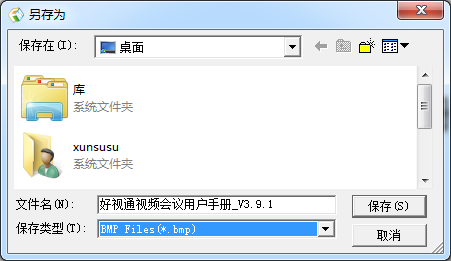 另存为
保存在(I):
桌面
库
系统文件夹
xunsusu
系统文件夹
文件名(N):
好视通视频会议用户手册_V3.9.1
保存(S)
保存类型(T):
BMP Files(*.bmp)
取消